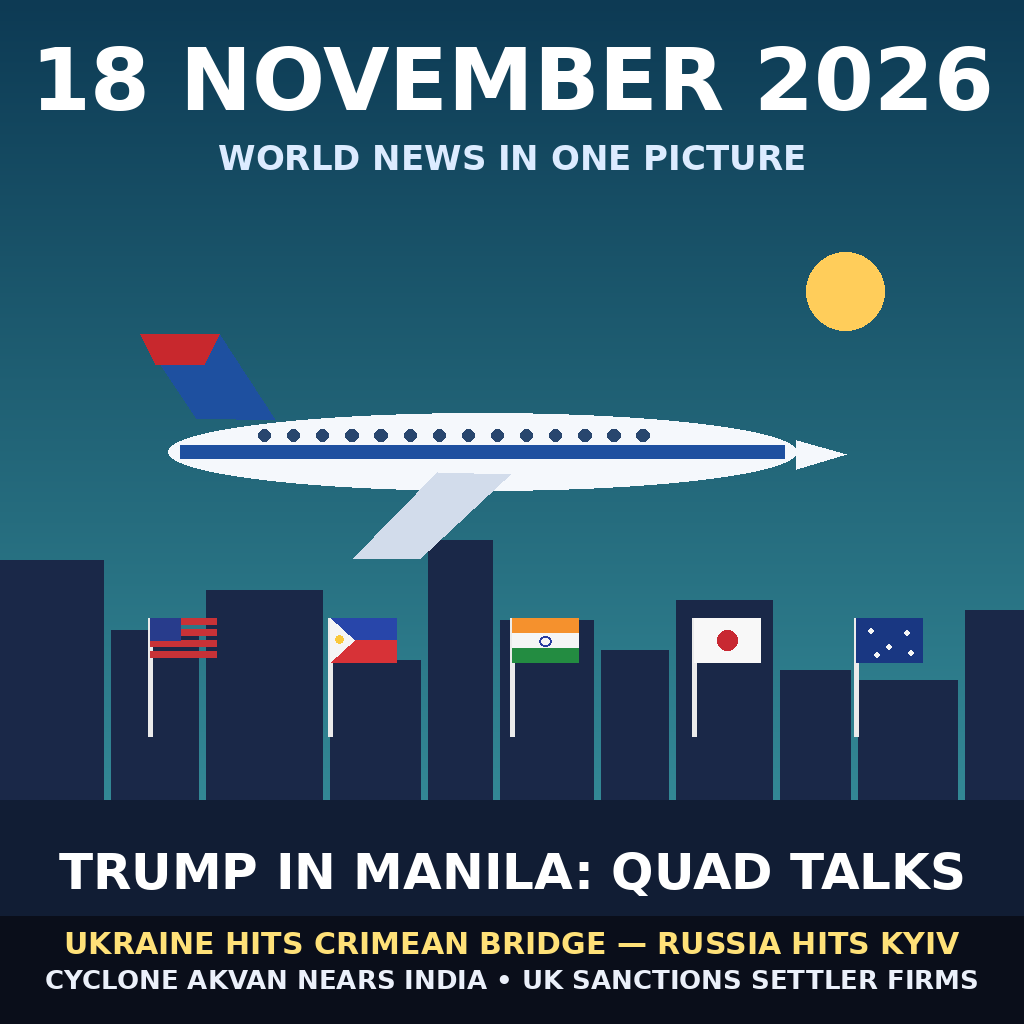 18 NOVEMBER 2026
WORLD NEWS IN ONE PICTURE
TRUMP IN MANILA: QUAD TALKS
UKRAINE HITS CRIMEAN BRIDGE — RUSSIA HITS KYIV
CYCLONE AKVAN NEARS INDIA • UK SANCTIONS SETTLER FIRMS